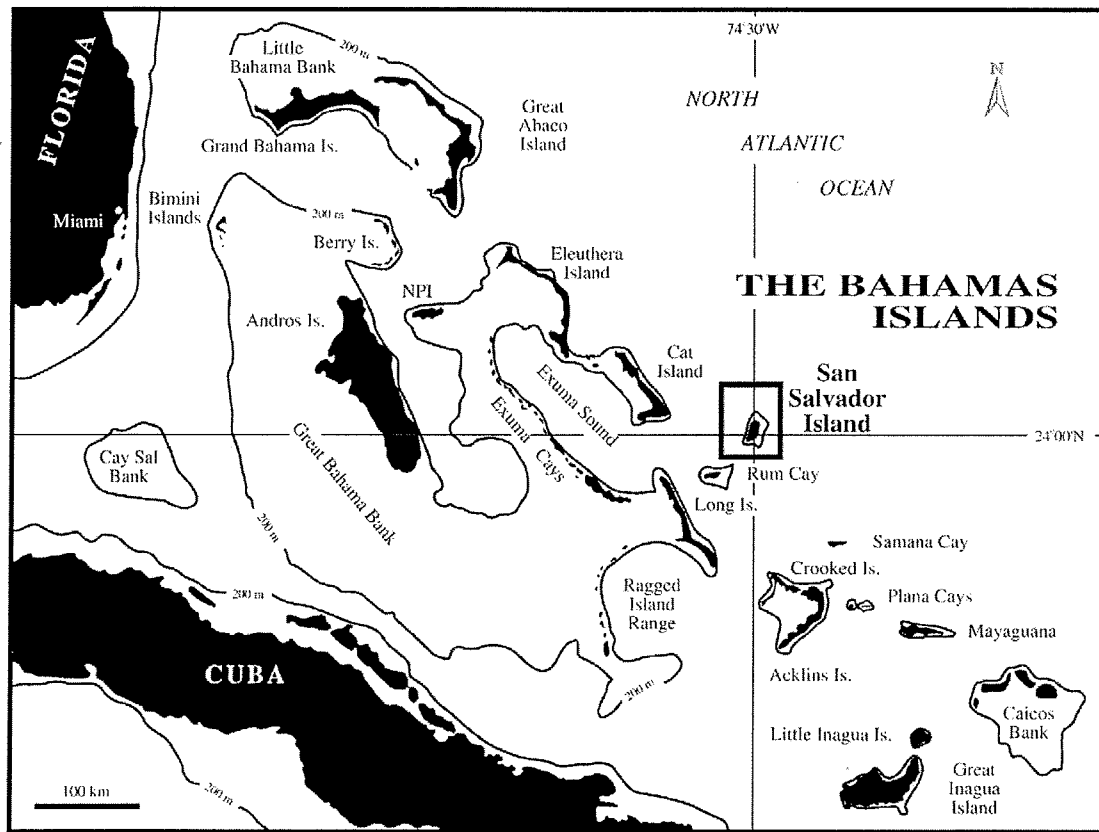 74°30'W
Little
Bahama Bank
200 m
N
NORTH
ATLANTIC
OCEAN
Great
Abaco
Island
FLORIDA
Grand Bahama Is.
Bimini
Islands
Miami
200 m
Berry Is.
Eleuthera
Island
NPI
THE BAHAMAS
ISLANDS
Andros Is.
Cat
Island
San
Salvador
Island
Exuma Sound
Exuma Cays
24°00'N
Great Bahama Bank
Cay Sal
Bank
Rum Cay
Long Is.
200 m
Samana Cay
Crooked Is.
Plana Cays
Ragged
Island
Range
200 m
Mayaguana
CUBA
Acklins Is.
200 m
Caicos
Bank
Little Inagua Is.
Great
Inagua
Island
100 km
200 m